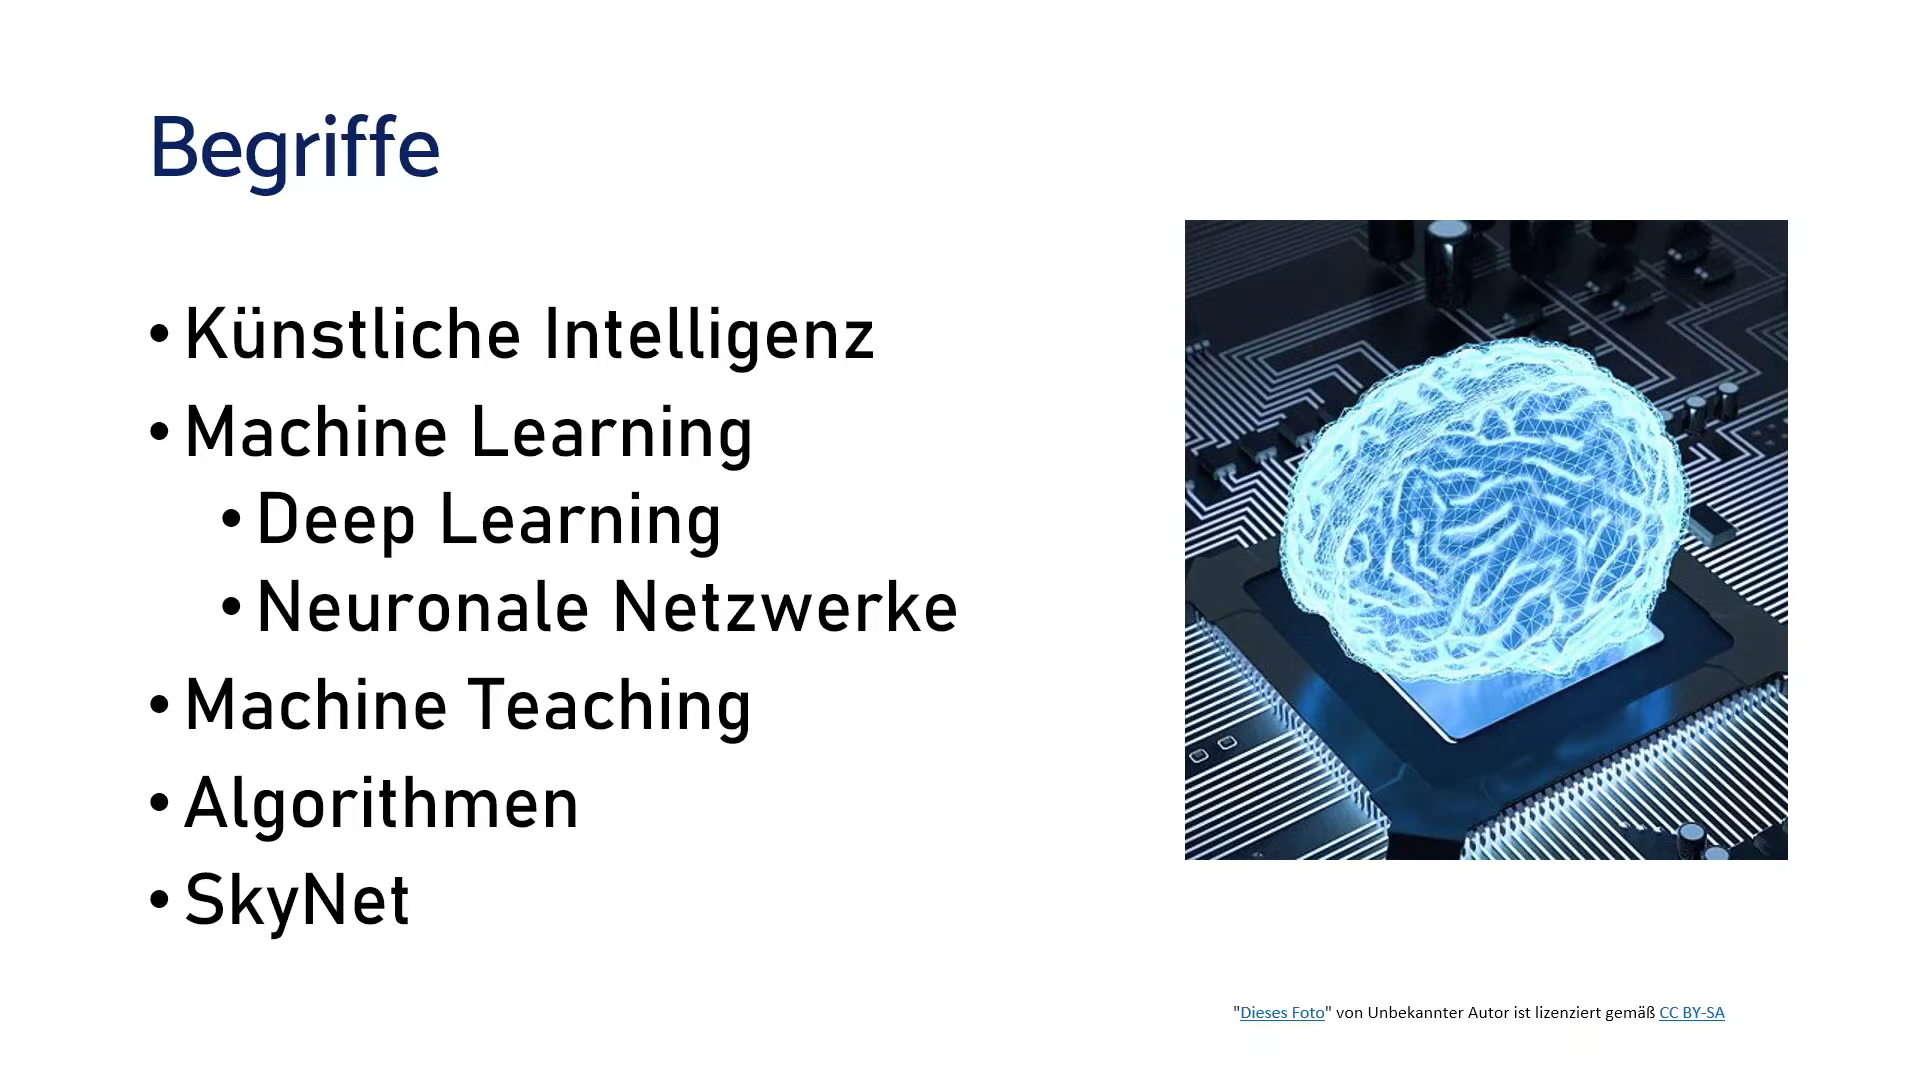 Begriffe
• Künstliche Intelligenz
• Machine Learning
• Deep Learning
• Neuronale Netzwerke
• Machine Teaching
• Algorithmen
• SkyNet
"Dieses Foto" von Unbekannter Autor ist lizenziert gemäß CC BY-SA